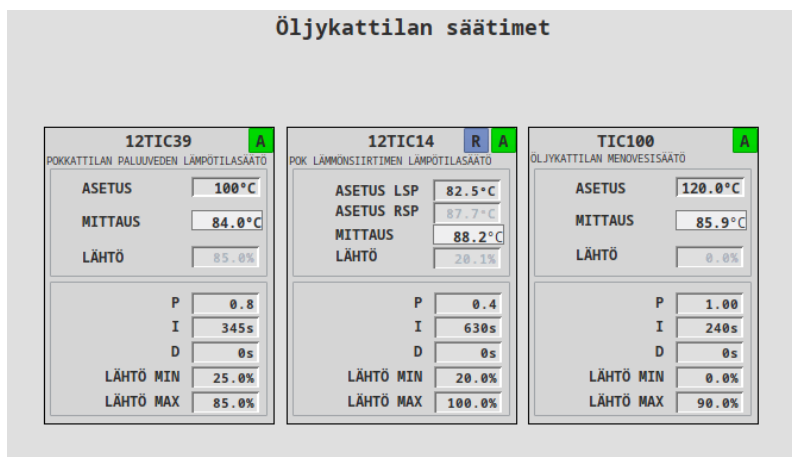 Öljykattilan säätimet
12TIC39 A
POKKATTILAN PALUUVEDEN LÄMPÖTILASÄÄTÖ
ASETUS 100°C
MITTAUS 84.0°C
LÄHTÖ 85.0%
P 0.8
I 345s
D 0s
LÄHTÖ MIN 25.0%
LÄHTÖ MAX 85.0%
12TIC14 R A
POK LÄMMÖNSIIRTIMEN LÄMPÖTILASÄÄTÖ
ASETUS LSP 82.5°C
ASETUS RSP 87.7°C
MITTAUS 88.2°C
LÄHTÖ 20.1%
P 0.4
I 630s
D 0s
LÄHTÖ MIN 20.0%
LÄHTÖ MAX 100.0%
TIC100 A
ÖLJYKATTILAN MENOVESISÄÄTÖ
ASETUS 120.0°C
MITTAUS 85.9°C
LÄHTÖ 0.0%
P 1.00
I 240s
D 0s
LÄHTÖ MIN 0.0%
LÄHTÖ MAX 90.0%